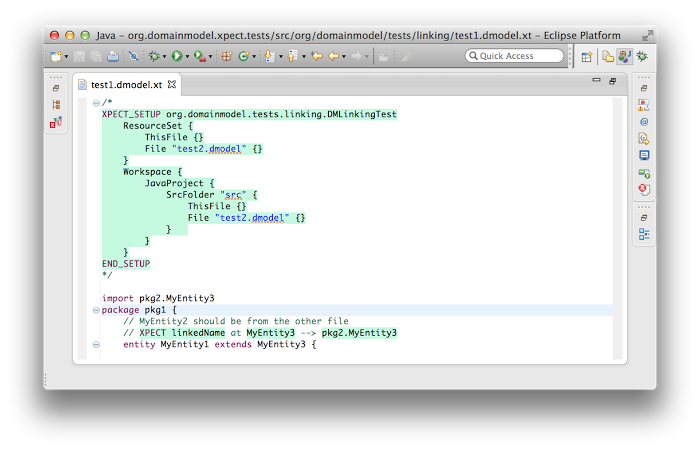 Java – org.domainmodel.xpect.tests/src/org/domainmodel/tests/linking/test1.dmodel.xt – Eclipse Platform
Quick Access
test1.dmodel.xt
/*
XPECT_SETUP org.domainmodel.tests.linking.DMLinkingTest
    ResourceSet {
        ThisFile {}
        File "test2.dmodel" {}
    }
    Workspace {
        JavaProject {
            SrcFolder "src" {
                ThisFile {}
                File "test2.dmodel" {}
            }
        }
    }
END_SETUP
*/
import pkg2.MyEntity3
package pkg1 {
    // MyEntity2 should be from the other file
    // XPECT linkedName at MyEntity3 --> pkg2.MyEntity3
    entity MyEntity1 extends MyEntity3 {